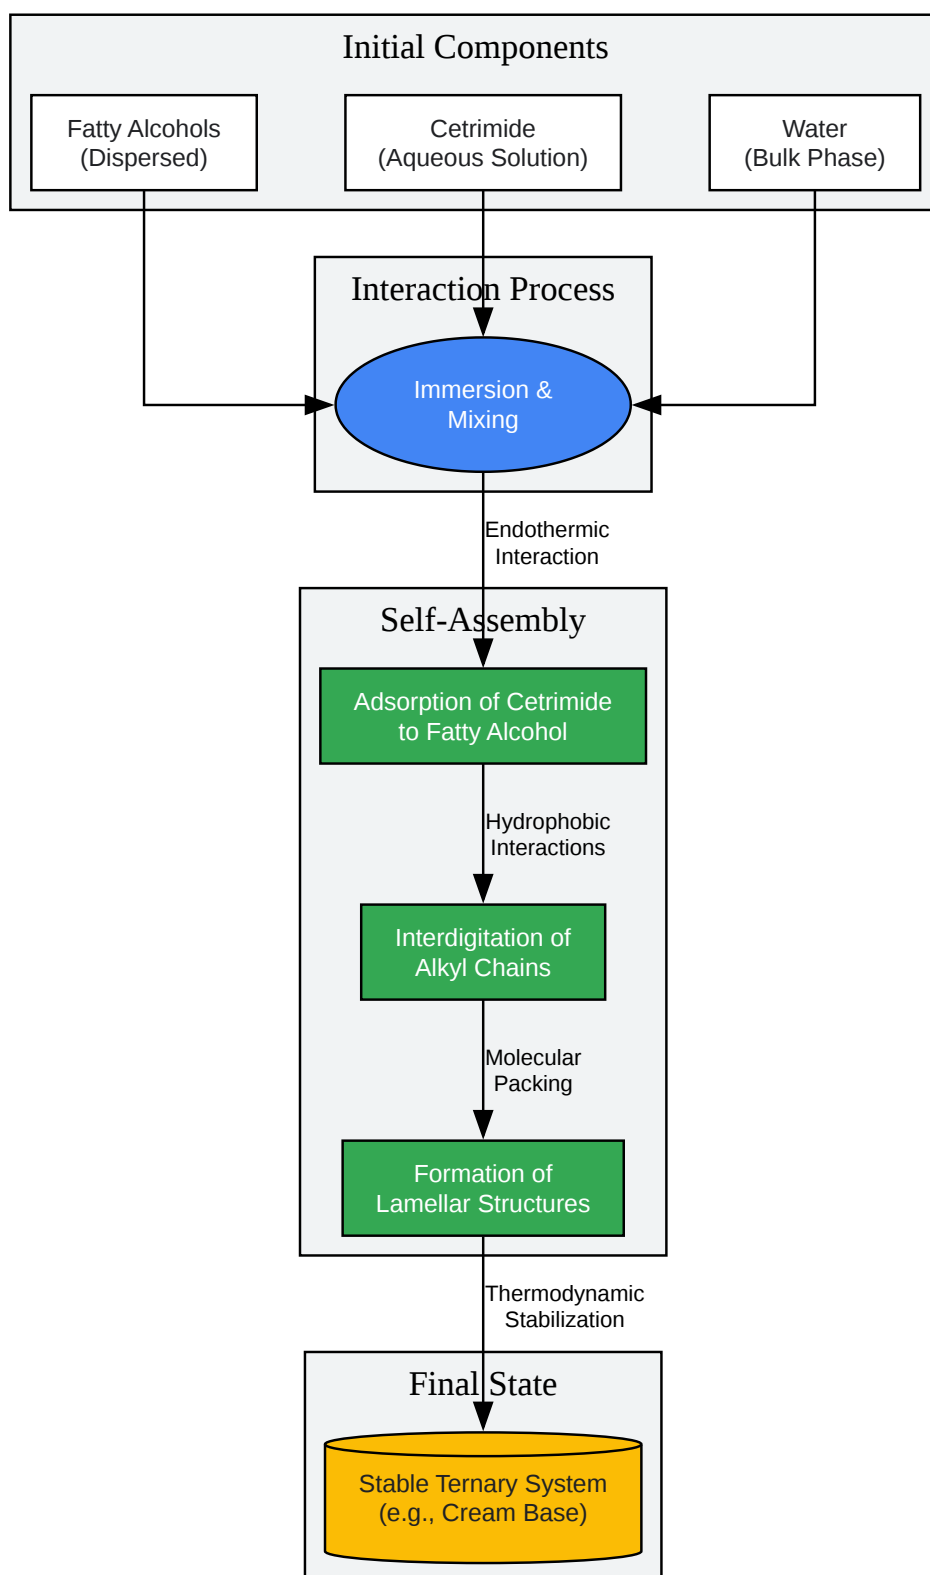 Initial Components
Fatty Alcohols
(Dispersed)
Cetrimide
(Aqueous Solution)
Water
(Bulk Phase)
Interaction Process
Immersion &
Mixing
Endothermic
Interaction
Self-Assembly
Adsorption of Cetrimide
to Fatty Alcohol
Hydrophobic
Interactions
Interdigitation of
Alkyl Chains
Molecular
Packing
Formation of
Lamellar Structures
Thermodynamic
Stabilization
Final State
Stable Ternary System
(e.g., Cream Base)